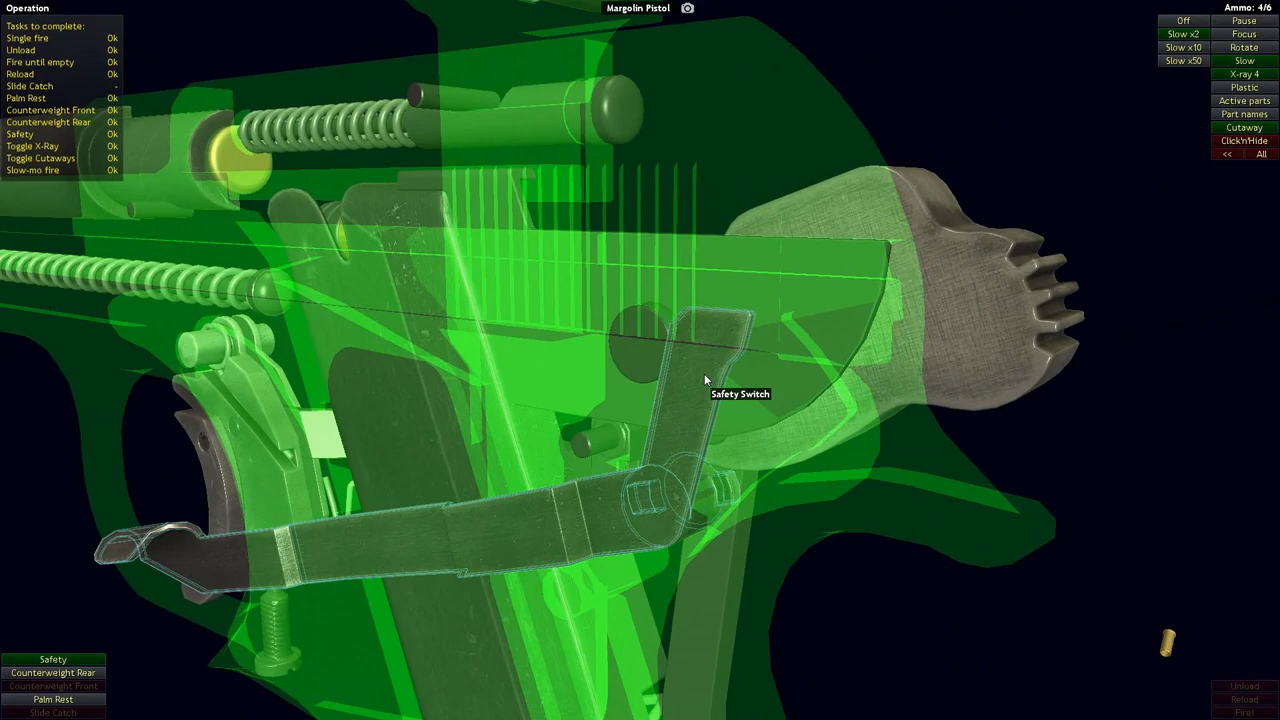 Operation
Margolin Pistol
Ammo: 4/6
Tasks to complete:
Single fire Ok
Unload Ok
Fire until empty Ok
Reload Ok
Slide Catch -
Palm Rest Ok
Counterweight Front Ok
Counterweight Rear Ok
Safety Ok
Toggle X-Ray Ok
Toggle Cutaways Ok
Slow-mo fire Ok
Off Pause
Slow x2 Focus
Slow x10 Rotate
Slow x50 Slow
X-ray 4
Plastic
Active parts
Part names
Cutaway
Click'n'Hide
<< All
Safety Switch
Safety
Counterweight Rear
Counterweight Front
Palm Rest
Slide Catch
Unload
Reload
Fire!